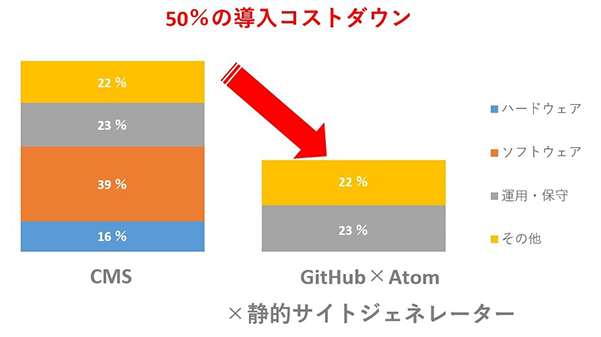 50%の導入コストダウン
22 %
23 %
39 %
16 %
CMS
22 %
23 %
GitHub×Atom
×静的サイトジェネレーター
ハードウェア
ソフトウェア
運用・保守
その他